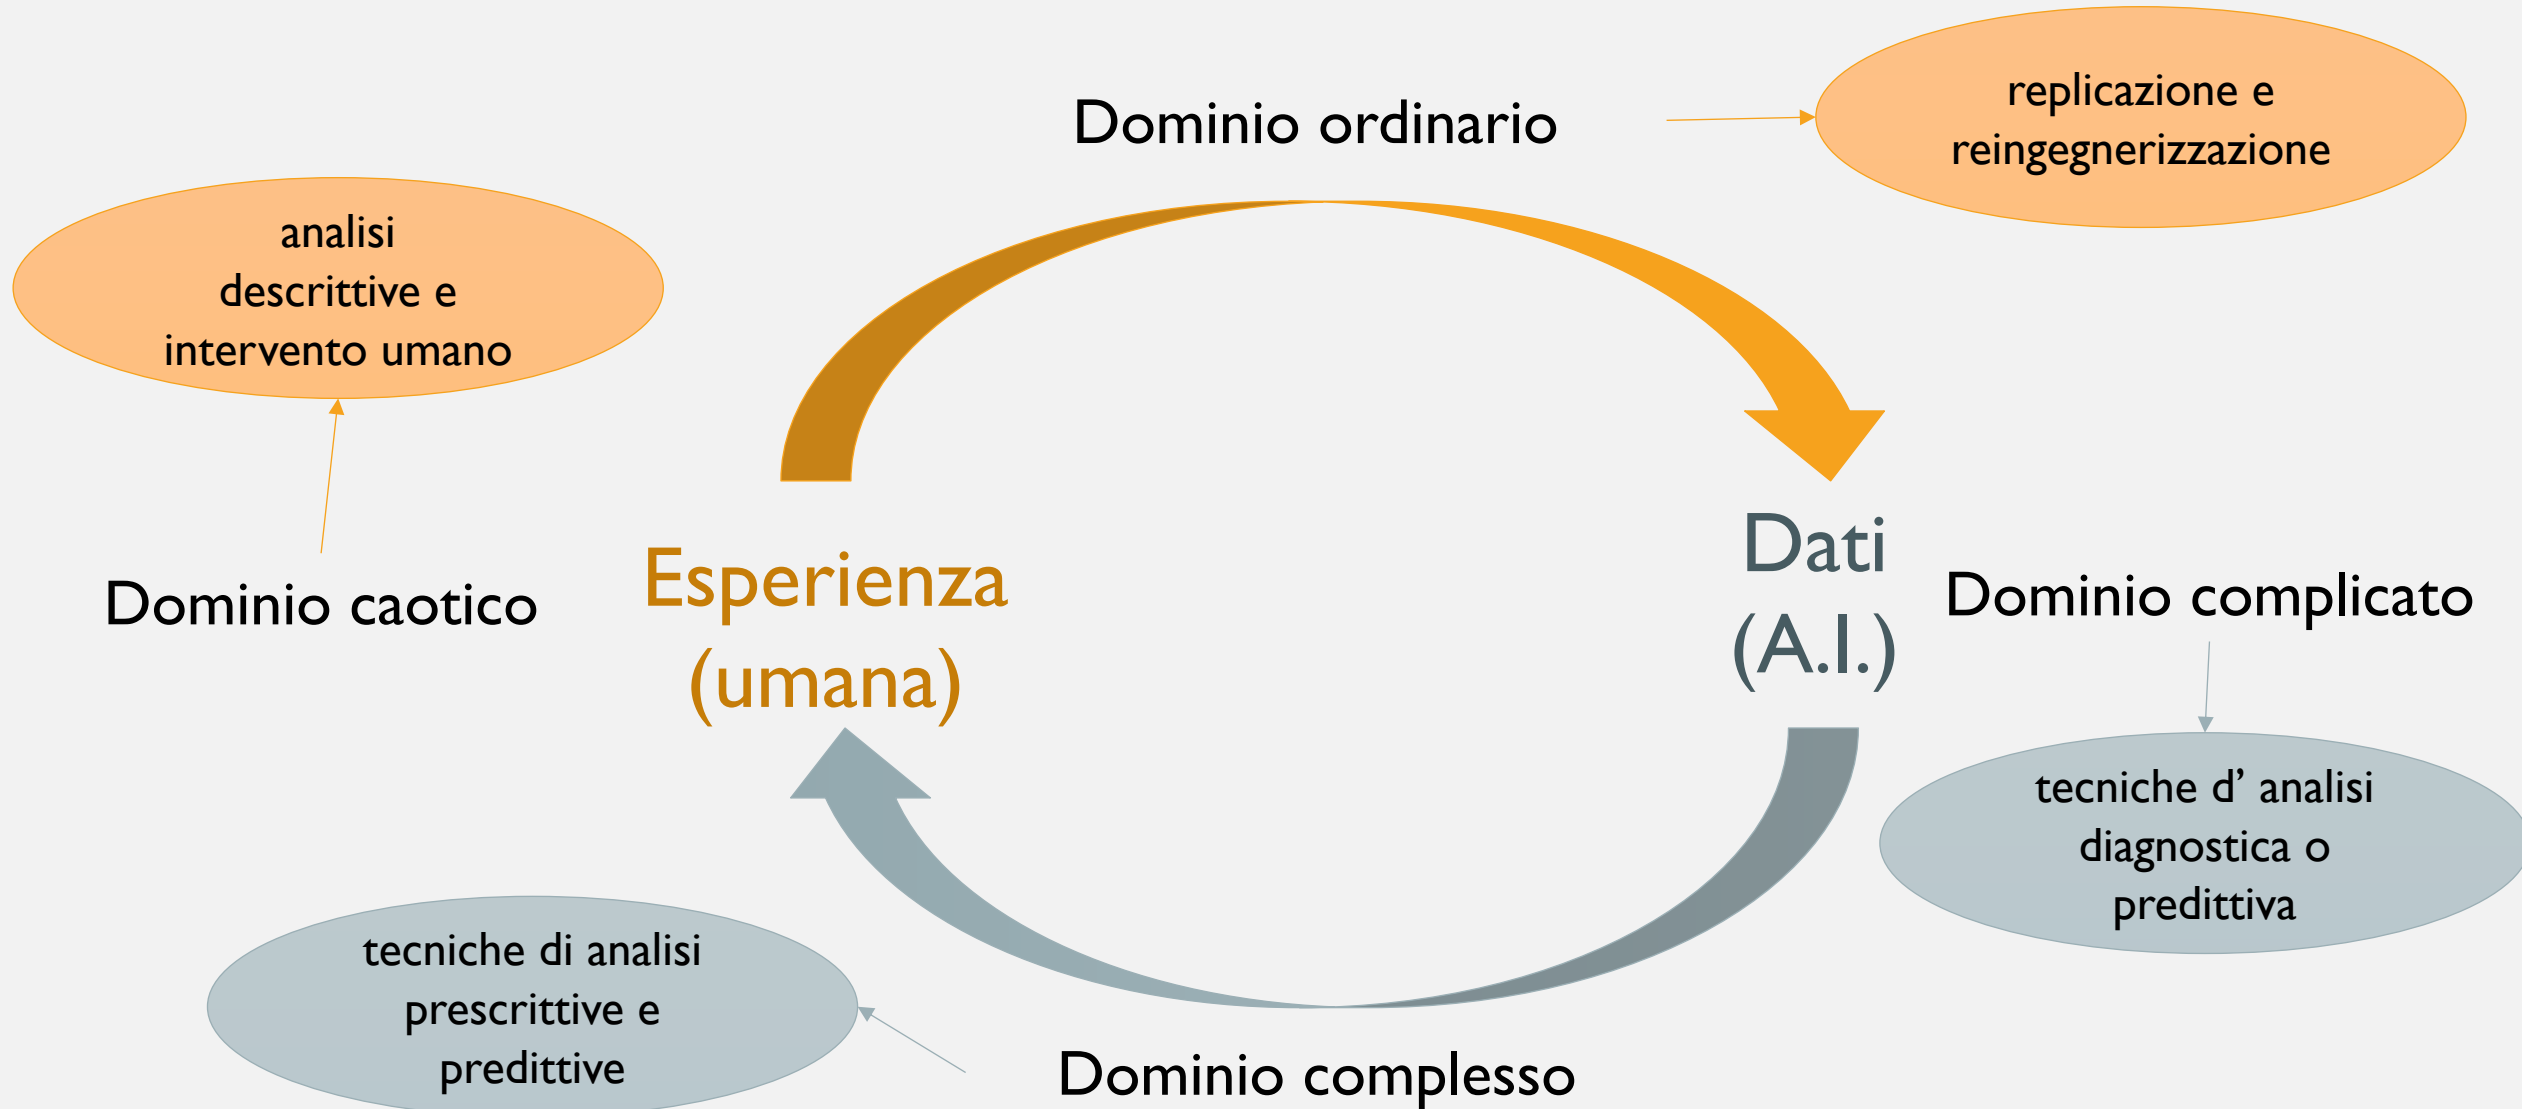 Dominio ordinario
replicazione e
reingegnerizzazione
analisi
descrittive e
intervento umano
Dominio caotico
Esperienza
(umana)
Dati
(A.I.)
Dominio complicato
tecniche d’ analisi
diagnostica o
predittiva
tecniche di analisi
prescrittive e
predittive
Dominio complesso